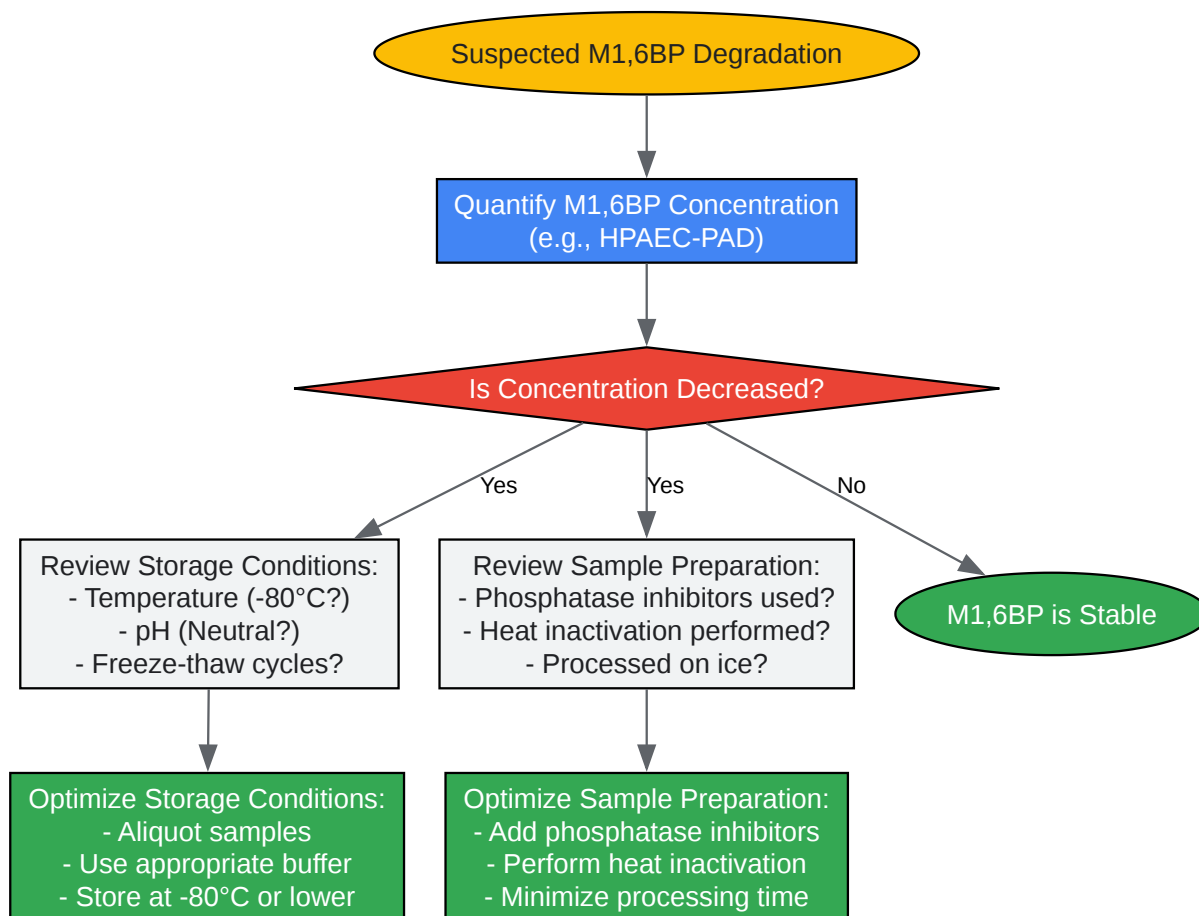 Suspected M1,6BP Degradation
Quantify M1,6BP Concentration
(e.g., HPAEC-PAD)
Is Concentration Decreased?
Yes
Yes
No
Review Storage Conditions:
- Temperature (-80°C?)
- pH (Neutral?)
- Freeze-thaw cycles?
Review Sample Preparation:
- Phosphatase inhibitors used?
- Heat inactivation performed?
- Processed on ice?
M1,6BP is Stable
Optimize Storage Conditions:
- Aliquot samples
- Use appropriate buffer
- Store at -80°C or lower
Optimize Sample Preparation:
- Add phosphatase inhibitors
- Perform heat inactivation
- Minimize processing time